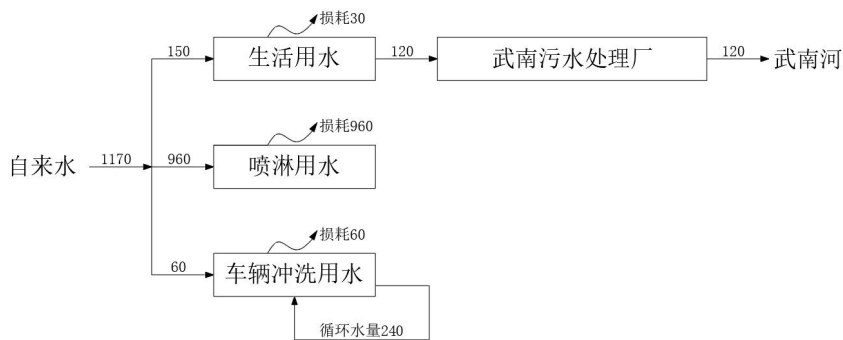 损耗30
150
生活用水
120
武南污水处理厂
120
武南河
损耗960
自来水
1170
960
喷淋用水
损耗60
60
车辆冲洗用水
循环水量240